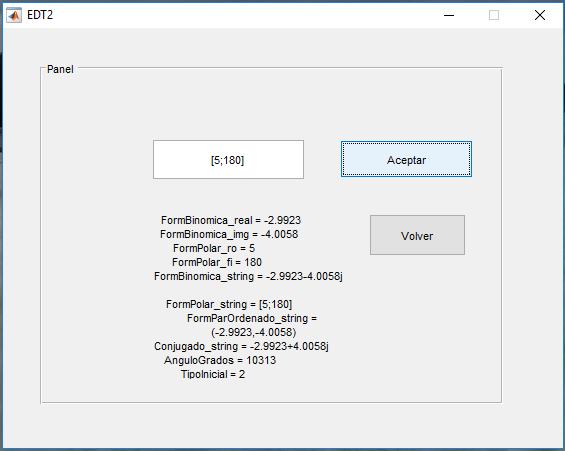 EDT2
Panel
[5;180]
Aceptar
FormBinomica_real = -2.9923
FormBinomica_img = -4.0058
FormPolar_ro = 5
FormPolar_fi = 180
FormBinomica_string = -2.9923-4.0058j
Volver
FormPolar_string = [5;180]
FormParOrdenado_string =
(-2.9923,-4.0058)
Conjugado_string = -2.9923+4.0058j
AnguloGrados = 10313
TipoInicial = 2